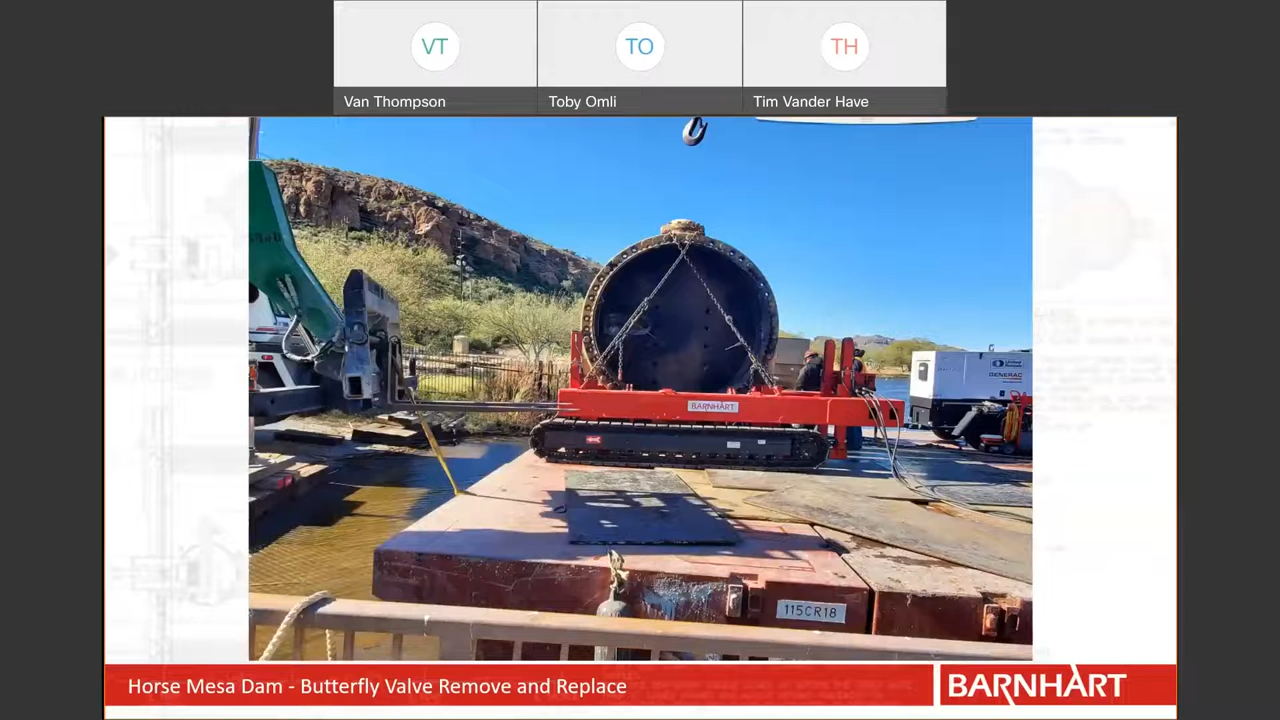 VT
TO
TH
Van Thompson
Toby Omli
Tim Vander Have
GENERAC
BARNHART
115CR18
Horse Mesa Dam - Butterfly Valve Remove and Replace
BARNHART